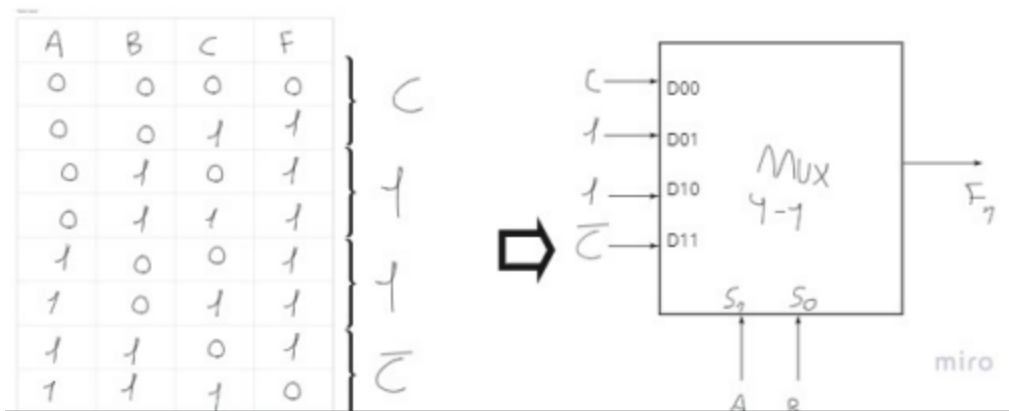 A B C F
0 0 0 0
0 0 1 1
C
0 1 0 1
0 1 1 1
1
1 0 0 1
1 0 1 1
1
1 1 0 1
1 1 1 0
C̅
C D00
1 D01
1 D10
C̅ D11
MUX
4-1
F₁
S₁ S₀
A B
miro